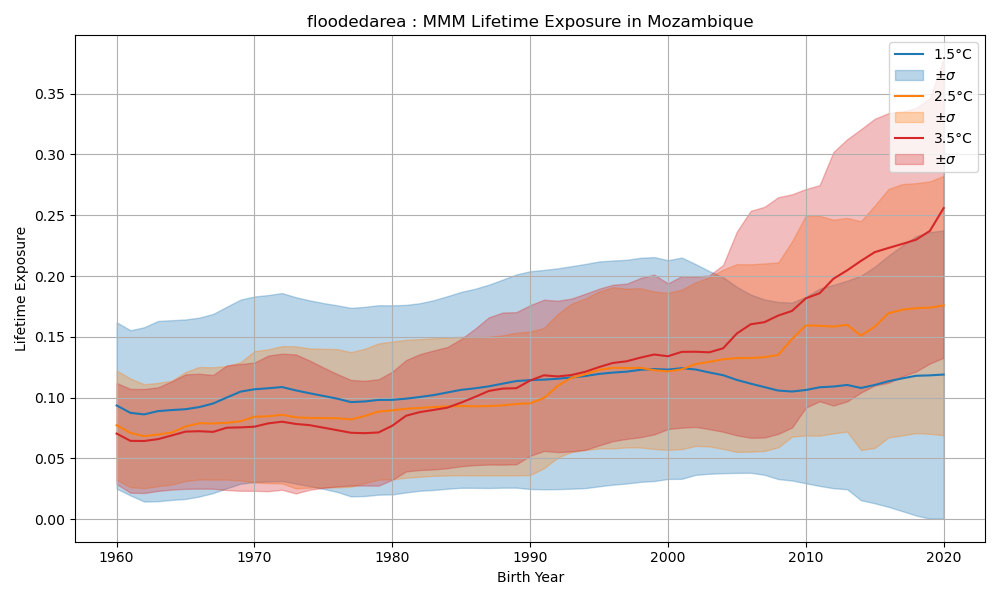 floodedarea : MMM Lifetime Exposure in Mozambique
1.5°C
±σ
2.5°C
±σ
3.5°C
±σ
Lifetime Exposure
0.35
0.30
0.25
0.20
0.15
0.10
0.05
0.00
1960 1970 1980 1990 2000 2010 2020
Birth Year